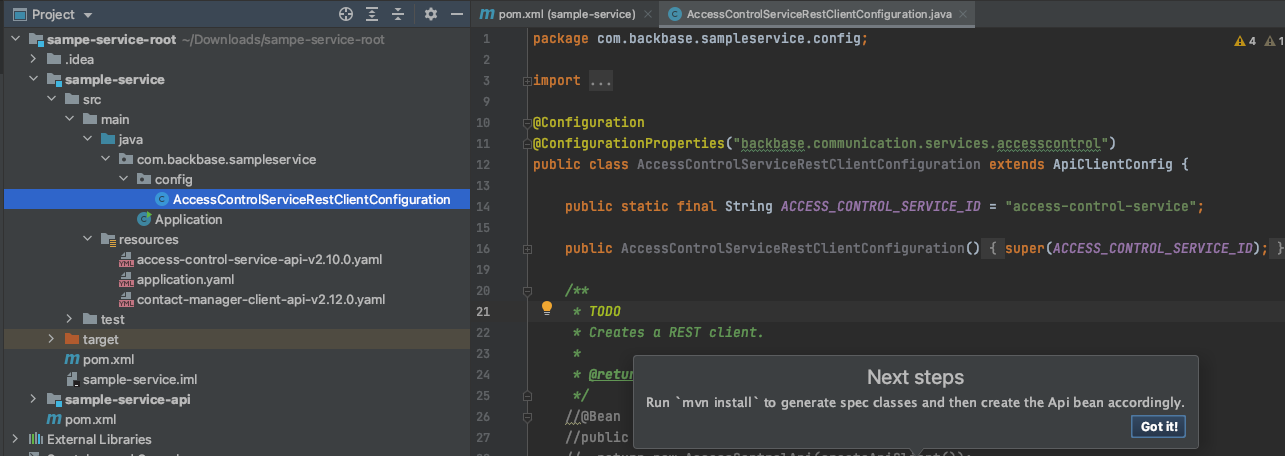 Project
sampe-service-root ~/Downloads/sampe-service-root
.idea
sample-service
src
main
java
com.backbase.sampleservice
config
AccessControlServiceRestClientConfiguration
Application
resources
access-control-service-api-v2.10.0.yaml
application.yaml
contact-manager-client-api-v2.12.0.yaml
test
target
pom.xml
sample-service.iml
sample-service-api
pom.xml
External Libraries
pom.xml (sample-service)
AccessControlServiceRestClientConfiguration.java
4
1
1 package com.backbase.sampleservice.config;
2
3 import ...
9
10 @Configuration
11 @ConfigurationProperties("backbase.communication.services.accesscontrol")
12 public class AccessControlServiceRestClientConfiguration extends ApiClientConfig {
13
14 public static final String ACCESS_CONTROL_SERVICE_ID = "access-control-service";
15
16 public AccessControlServiceRestClientConfiguration() { super(ACCESS_CONTROL_SERVICE_ID); }
19
20 /**
21 * TODO
22 * Creates a REST client.
23 *
24 * @retur
25 */
26 //@Bean
27 //public
Next steps
Run `mvn install` to generate spec classes and then create the Api bean accordingly.
Got it!